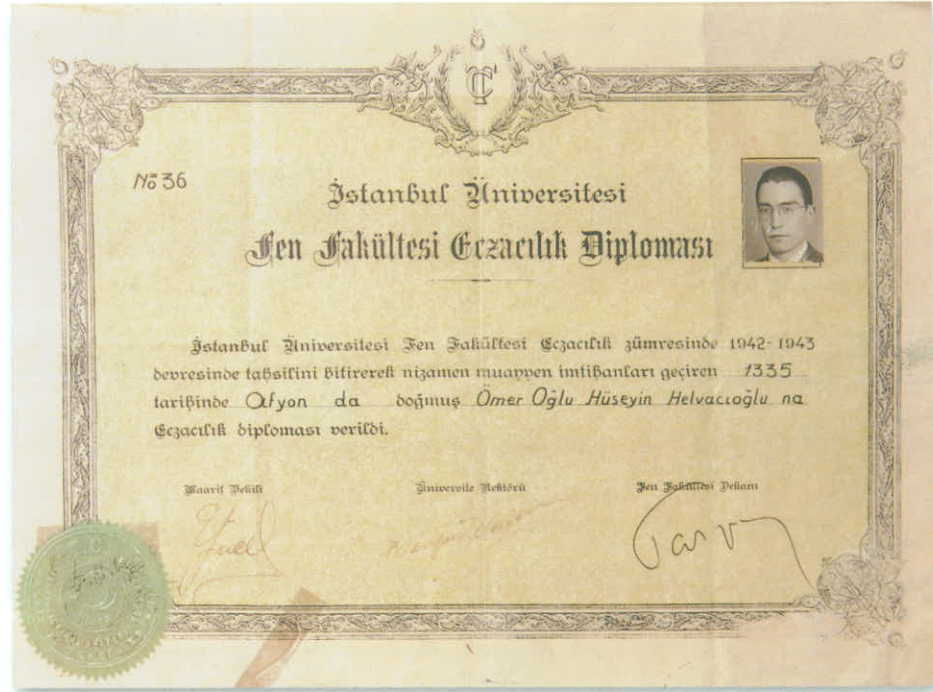 TC
No 36
İstanbul Üniversitesi
Fen Fakültesi Eczacılık Diploması
İstanbul Üniversitesi Fen Fakültesi Eczacılık zümresinde 1942-1943
devresinde tahsilini bitirerek nizamen muayyen imtihanları geçiren 1335
tarihinde Afyon da doğmuş Ömer Oğlu Hüseyin Helvacıoğlu na
Eczacılık diploması verildi.
Maarif Vekili
Üniversite Rektörü
Fen Fakültesi Dekanı